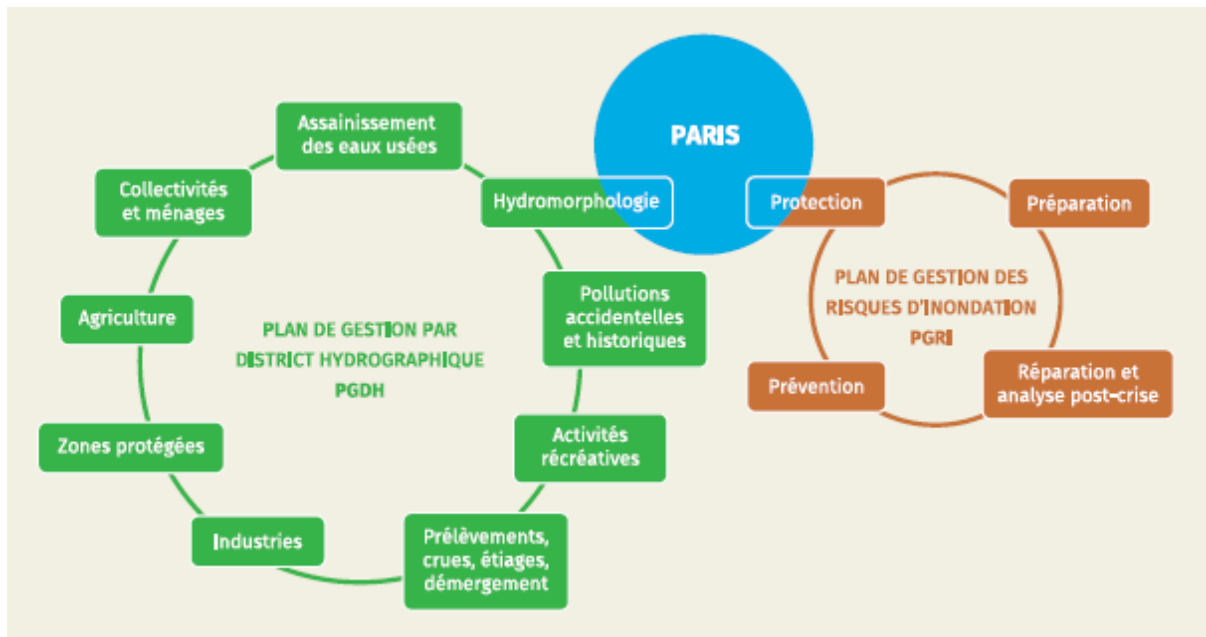 PARIS
Assainissement
des eaux usées
Collectivités
et ménages
Hydromorphologie
Agriculture
PLAN DE GESTION PAR
DISTRICT HYDROGRAPHIQUE
PGDH
Pollutions
accidentelles
et historiques
Zones protégées
Activités
récréatives
Industries
Prélèvements,
crues, étiages,
démergement
Protection
Préparation
PLAN DE GESTION DES
RISQUES D'INONDATION
PGRI
Prévention
Réparation et
analyse post-crise